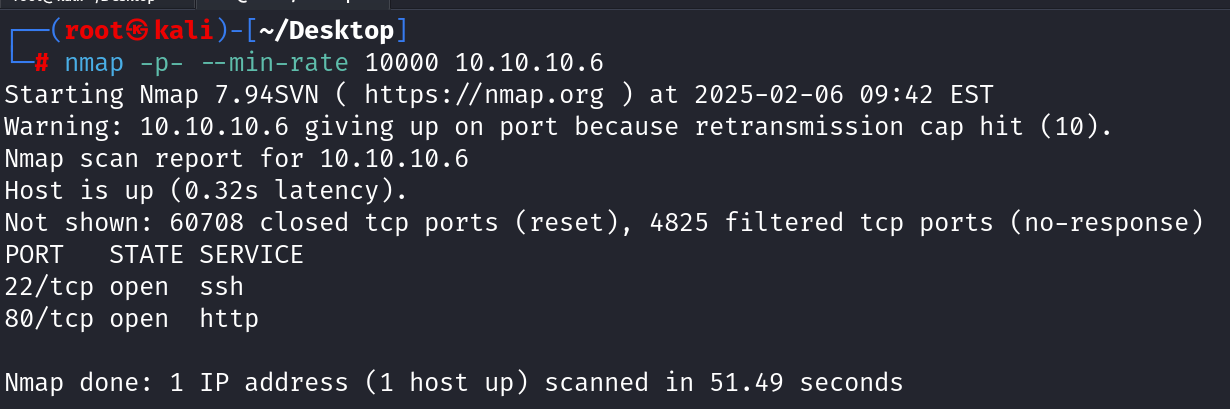 ┌──(root㉿kali)-[~/Desktop]
└─# nmap -p- --min-rate 10000 10.10.10.6
Starting Nmap 7.94SVN ( https://nmap.org ) at 2025-02-06 09:42 EST
Warning: 10.10.10.6 giving up on port because retransmission cap hit (10).
Nmap scan report for 10.10.10.6
Host is up (0.32s latency).
Not shown: 60708 closed tcp ports (reset), 4825 filtered tcp ports (no-response)
PORT   STATE SERVICE
22/tcp open  ssh
80/tcp open  http
Nmap done: 1 IP address (1 host up) scanned in 51.49 seconds